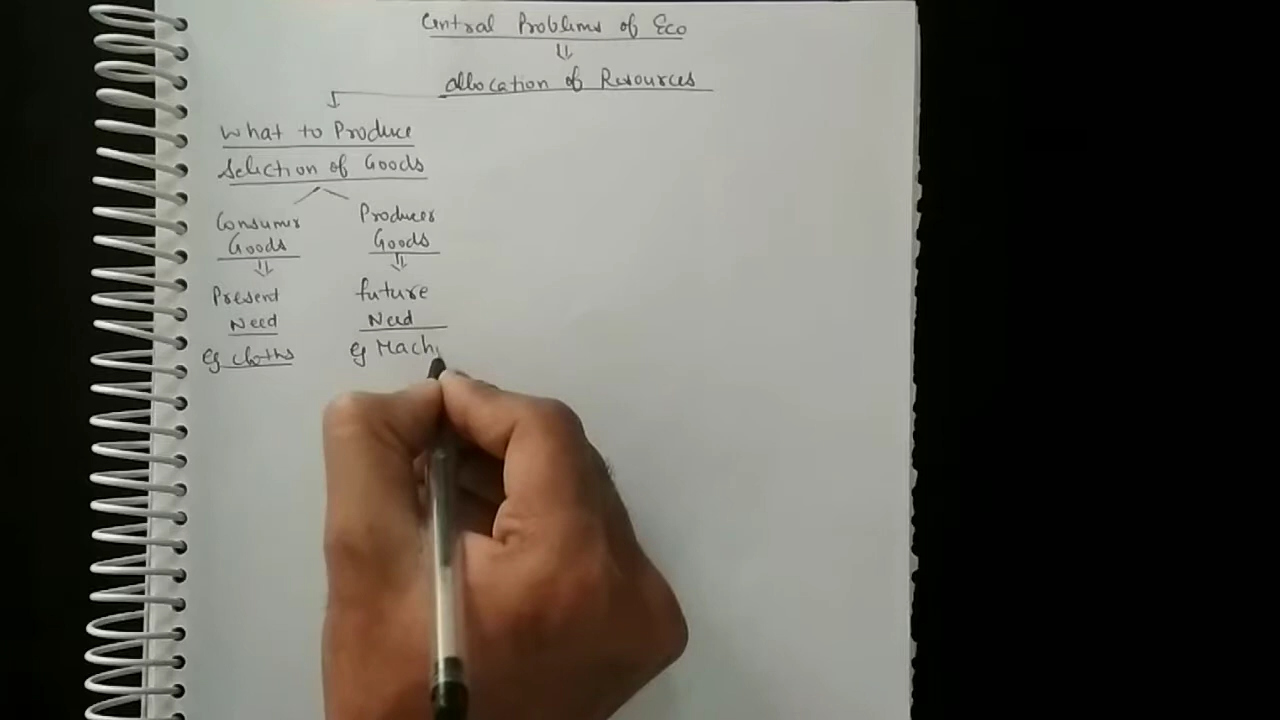 Central Problems of Eco
allocation of Resources
What to Produce
Selection of Goods
Consumer
Goods
Producer
Goods
Present
Need
future
Need
eg cloths
eg Machi